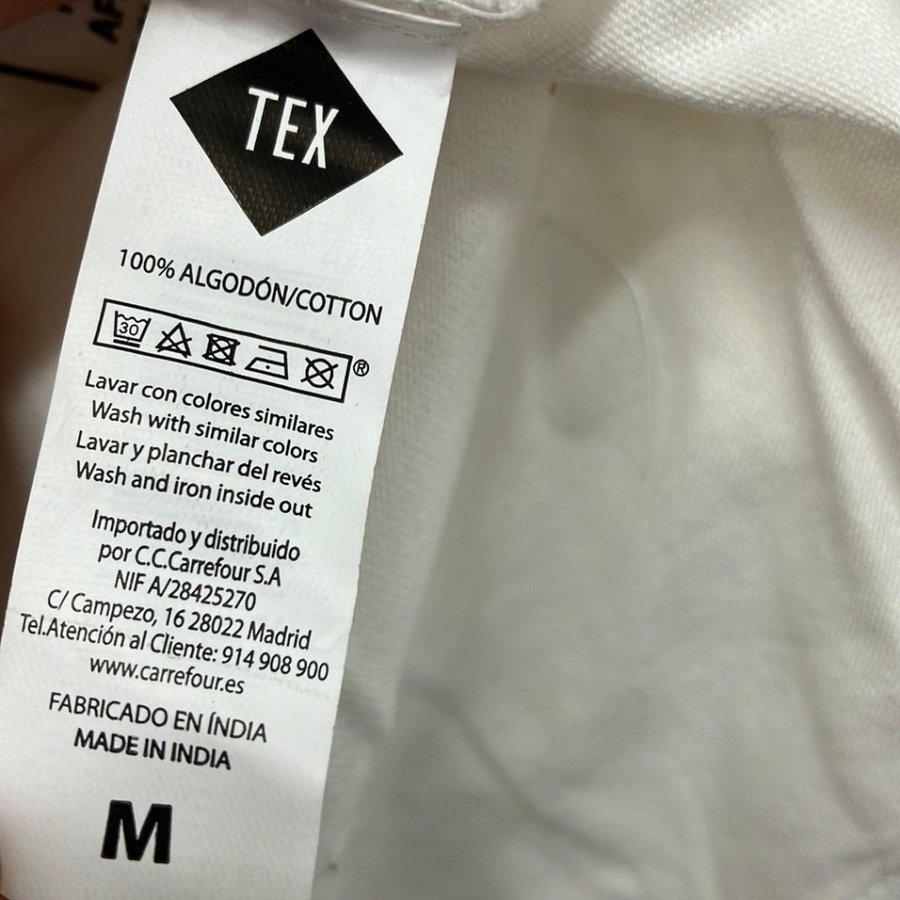 TEX
100% ALGODÓN/COTTON
30
®
Lavar con colores similares
Wash with similar colors
Lavar y planchar del revés
Wash and iron inside out
Importado y distribuido
por C.C.Carrefour S.A
NIF A/28425270
C/ Campezo, 16 28022 Madrid
Tel.Atención al Cliente: 914 908 900
www.carrefour.es
FABRICADO EN ÍNDIA
MADE IN INDIA
M